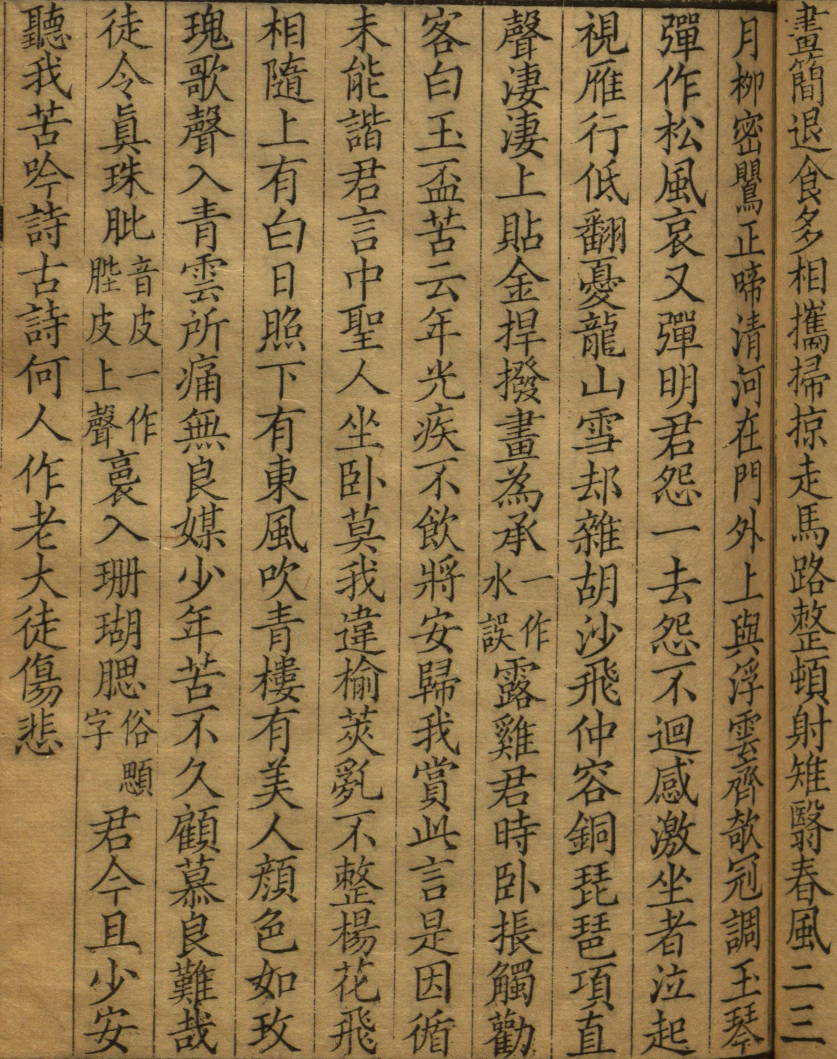 晝簡退食多相攜掃掠走馬路整頓射雉翳春風二三
月柳密鸎正啼清河在門外上與浮雲齊欹冠調玉琴
彈作松風哀又彈明君怨一去怨不迴感激坐者泣起
視雁行低翻憂龍山雪却雜胡沙飛仲容銅琵琶項直
聲淒淒上貼金捍撥畫為承一作水誤露雞君時卧掁觸勸
客白玉盃苦云年光疾不飲將安歸我賞此言是因循
未能諧君言中聖人坐卧莫我違榆莢亂不整楊花飛
相隨上有白日照下有東風吹青樓有美人顏色如玫
瑰歌聲入青雲所痛無良媒少年苦不久顧慕良難哉
徒令真珠肶音皮一作䏶皮上聲裛入珊瑚腮俗顋字君今且少安
聽我苦吟詩古詩何人作老大徒傷悲